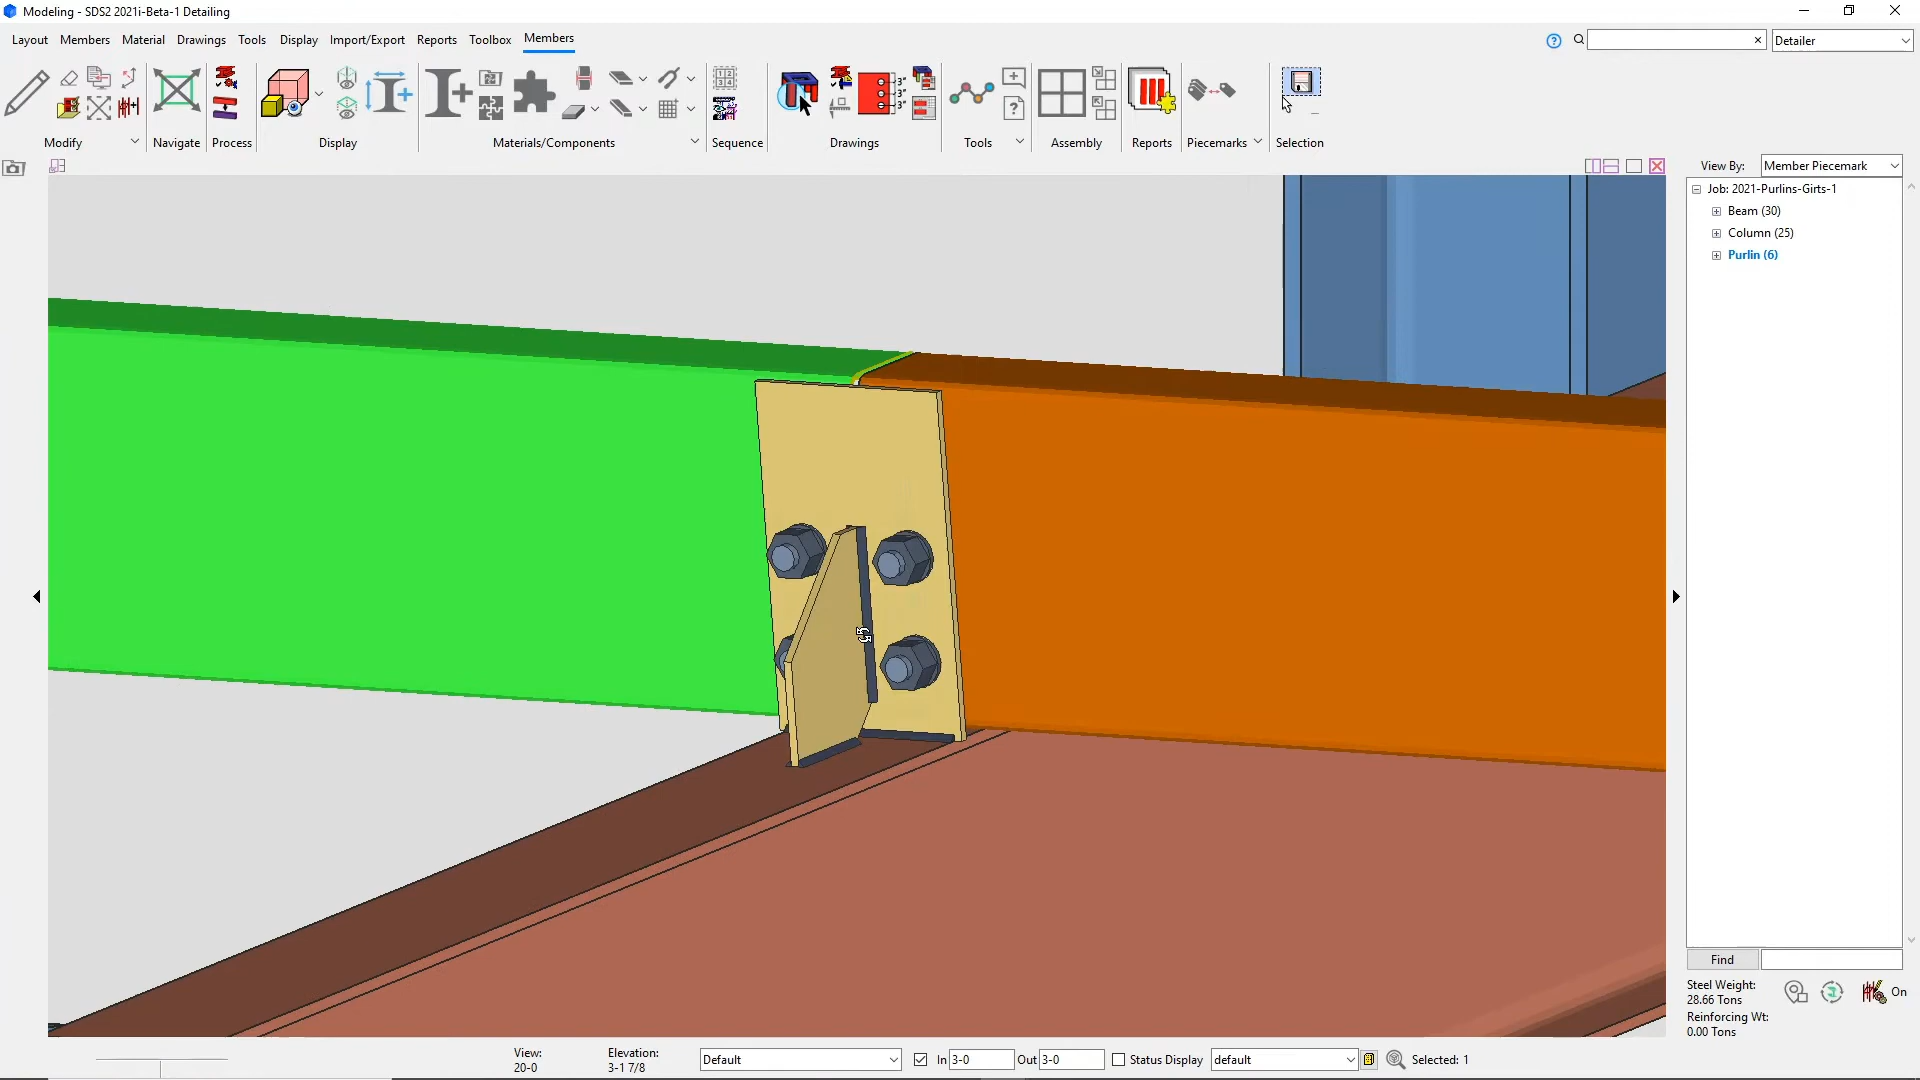 Modeling - SDS2 2021i-Beta-1 Detailing
Layout Members Material Drawings Tools Display Import/Export Reports Toolbox Members
Detailer
3"
3"
3"
Modify Navigate Process Display Materials/Components Sequence Drawings Tools Assembly Reports Piecemarks Selection
View By: Member Piecemark
Job: 2021-Purlins-Girts-1
Beam (30)
Column (25)
Purlin (6)
Find
Steel Weight:
28.66 Tons
On
Reinforcing Wt:
0.00 Tons
View:
20-0
Elevation:
3-1 7/8
Default
In 3-0 Out 3-0 Status Display default Selected: 1